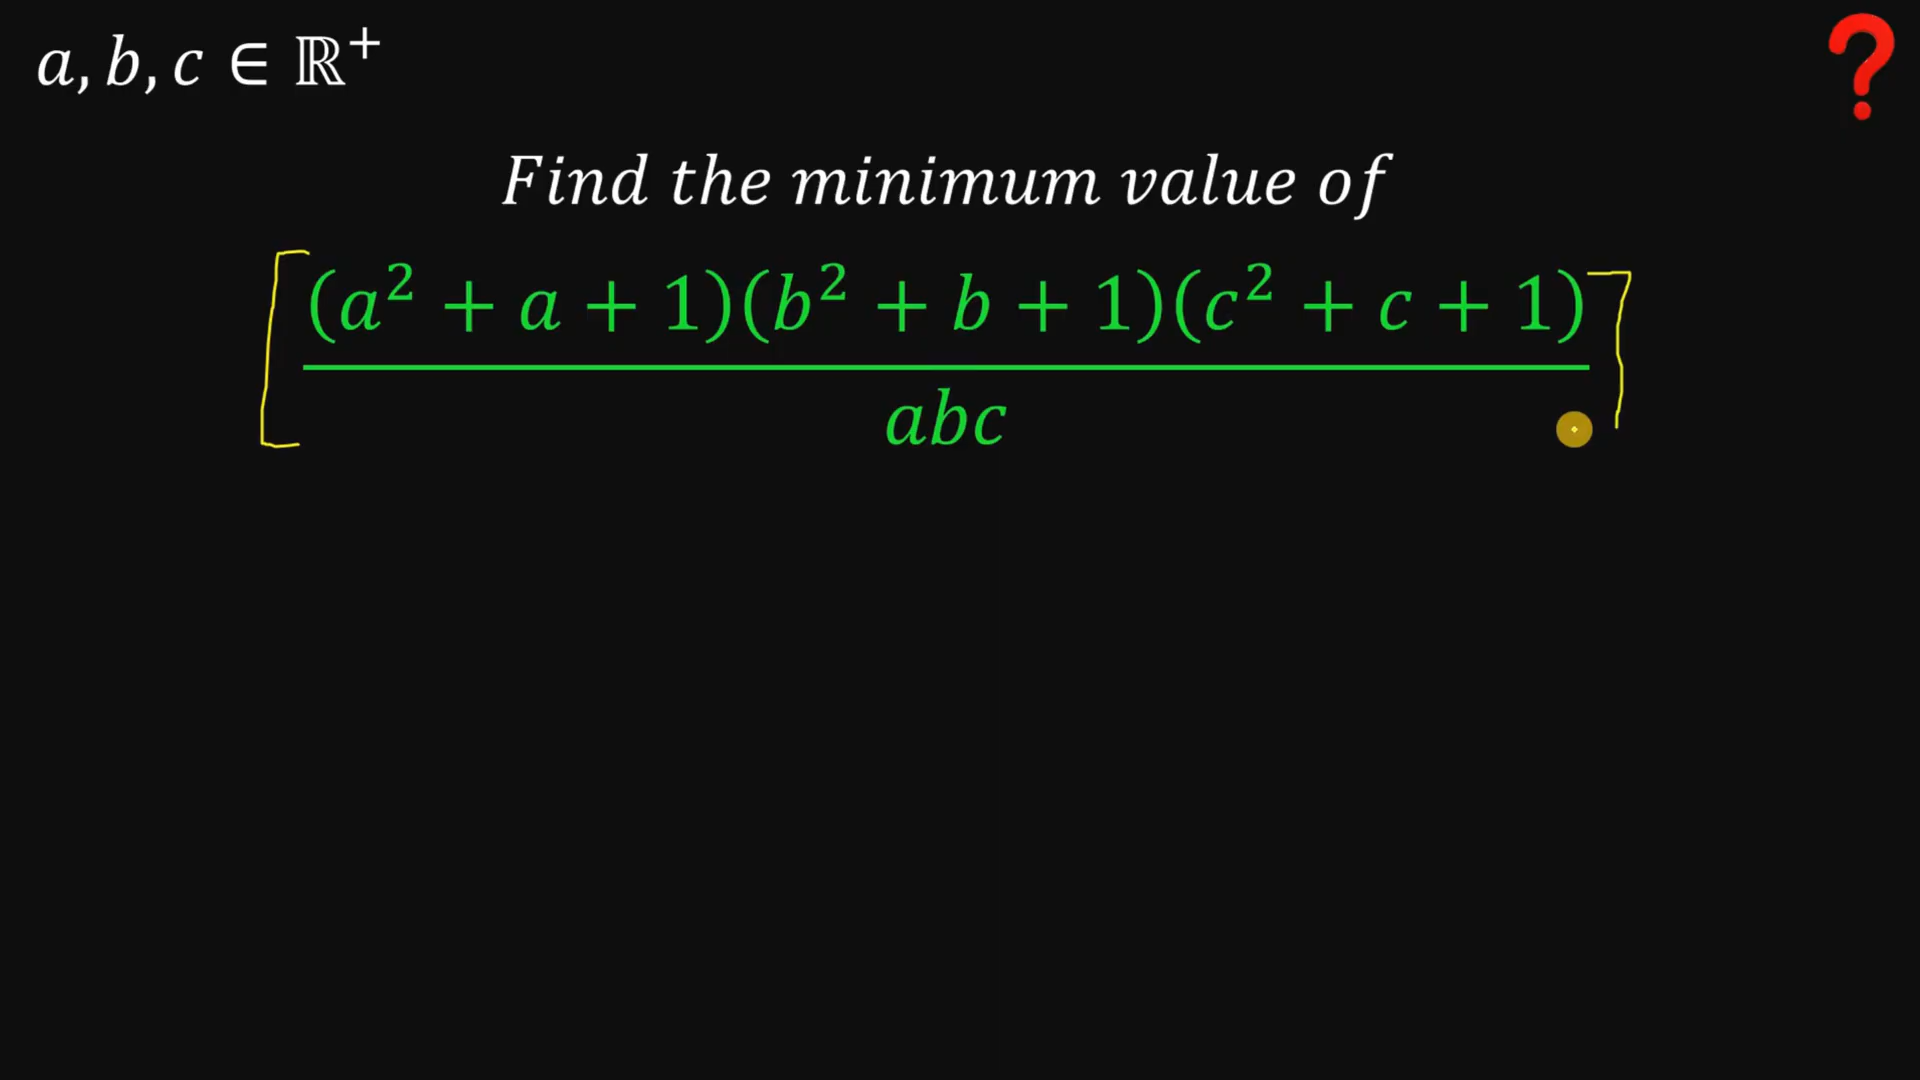 a, b, c ∈ ℝ⁺
?
Find the minimum value of
(a² + a + 1)(b² + b + 1)(c² + c + 1)
abc